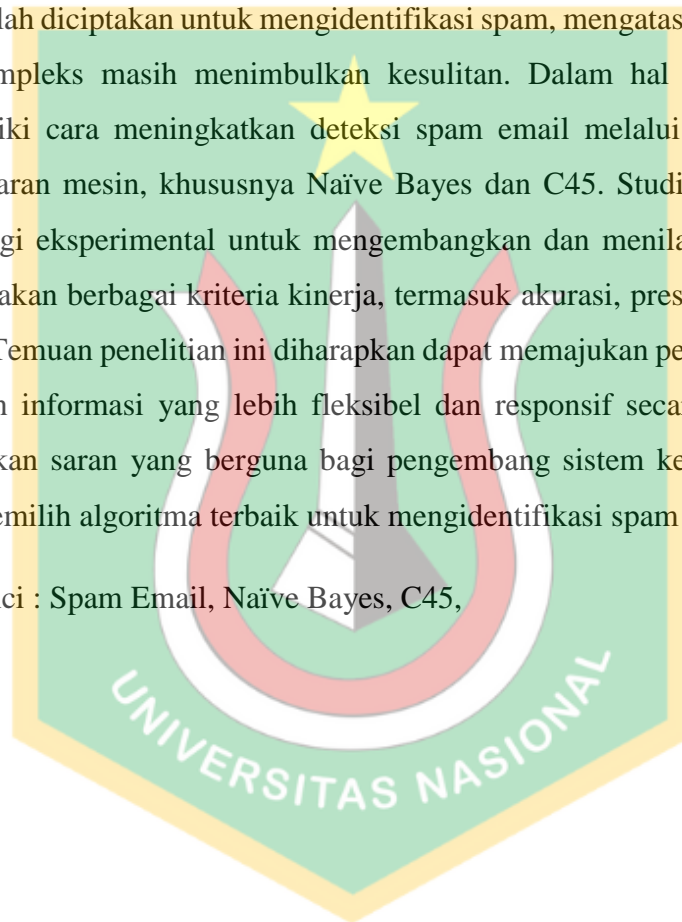 lah diciptakan untuk mengidentifikasi spam, mengatas
mpleks masih menimbulkan kesulitan. Dalam hal
iki cara meningkatkan deteksi spam email melalui
aran mesin, khususnya Naïve Bayes dan C45. Studi
gi eksperimental untuk mengembangkan dan menila
akan berbagai kriteria kinerja, termasuk akurasi, pres
Temuan penelitian ini diharapkan dapat memajukan pe
n informasi yang lebih fleksibel dan responsif secar
kan saran yang berguna bagi pengembang sistem ke
emilih algoritma terbaik untuk mengidentifikasi spam
nci : Spam Email, Naïve Bayes, C45,
UNIVERSITAS NASIONAL